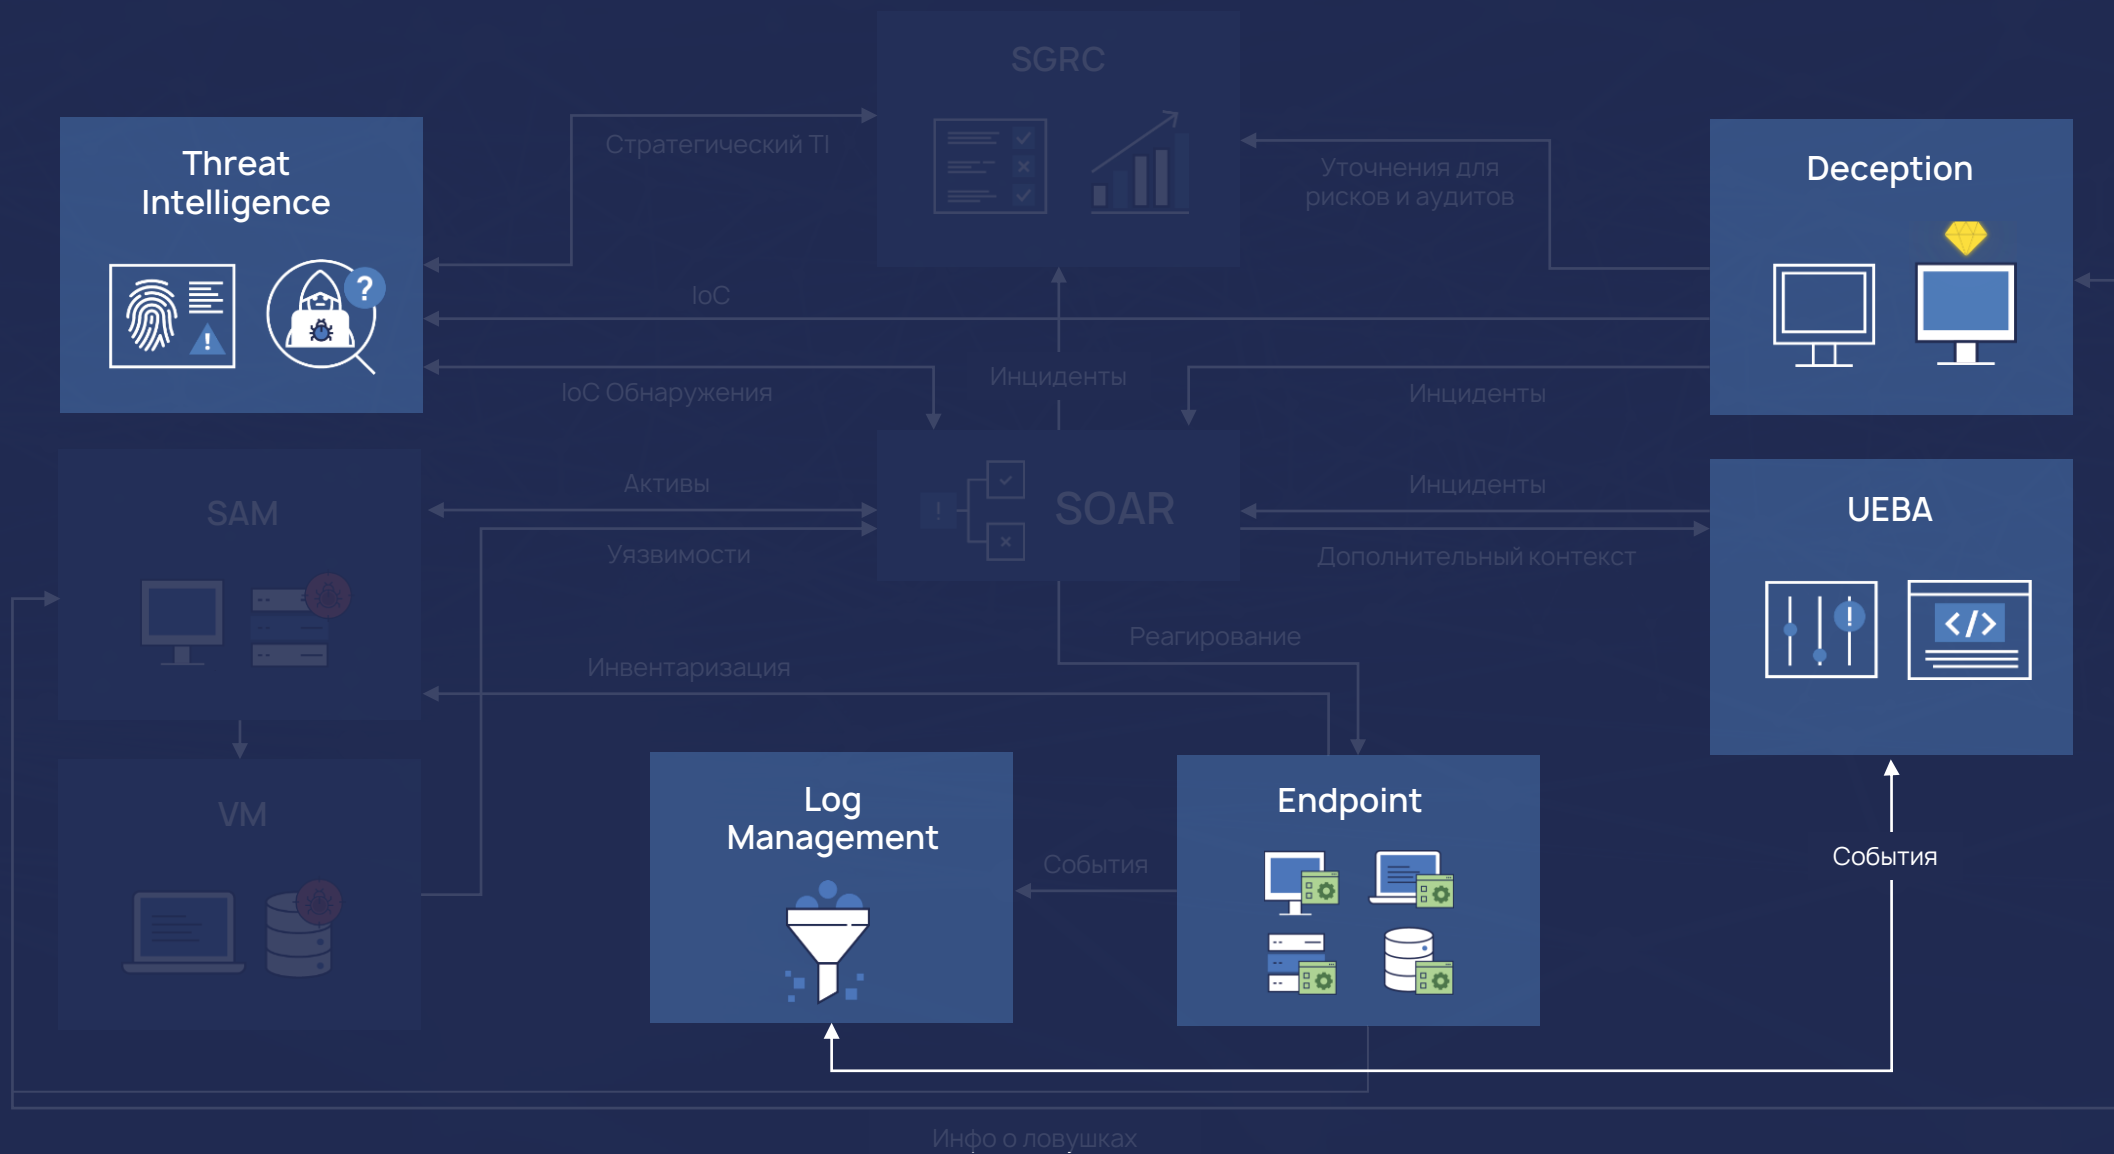 SGRC
Threat
Intelligence
Стратегический TI
Уточнения для
рисков и аудитов
Deception
IoC
IoC Обнаружения
Инциденты
Инциденты
SAM
Активы
Уязвимости
SOAR
Инциденты
Дополнительный контекст
UEBA
Реагирование
Инвентаризация
VM
Log
Management
События
Endpoint
События
Инфо о ловушках